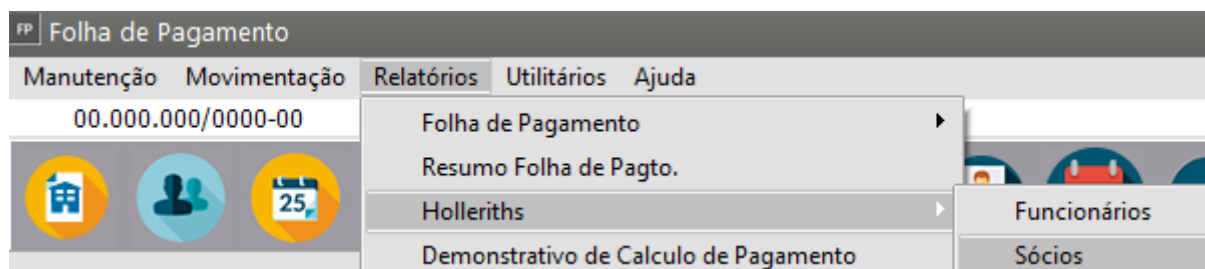 FP Folha de Pagamento
Manutenção Movimentação Relatórios Utilitários Ajuda
00.000.000/0000-00
Folha de Pagamento
Resumo Folha de Pagto.
25
Holleriths
Funcionários
Demonstrativo de Calculo de Pagamento
Sócios